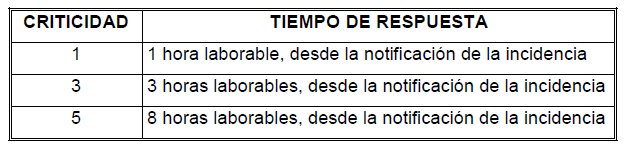 CRITICIDAD TIEMPO DE RESPUESTA
1 1 hora laborable, desde la notificación de la incidencia
3 3 horas laborables, desde la notificación de la incidencia
5 8 horas laborables, desde la notificación de la incidencia